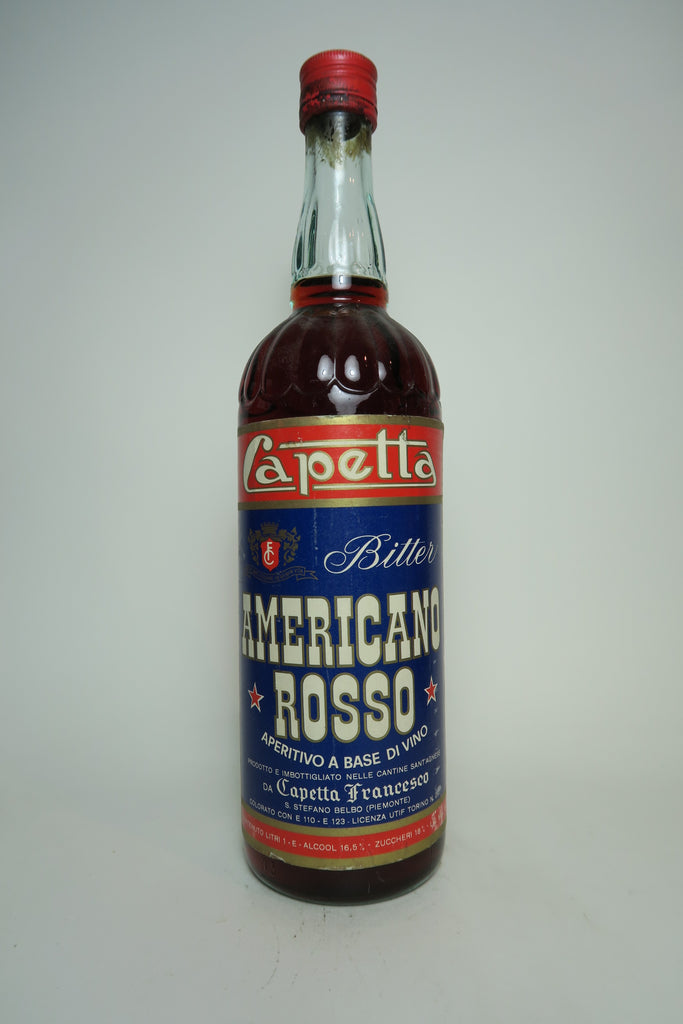 Capetta
Bitter
AMERICANO
ROSSO
APERITIVO A BASE DI VINO
PRODOTTO E IMBOTTIGLIATO NELLE CANTINE SANT'AGNESE
DA Capetta Francesco
S. STEFANO BELBO (PIEMONTE)
COLORATO CON E 110 - E 123 - LICENZA UTIF TORINO N.
LITRI 1 - E - ALCOOL 16,5% - ZUCCHERI 16%